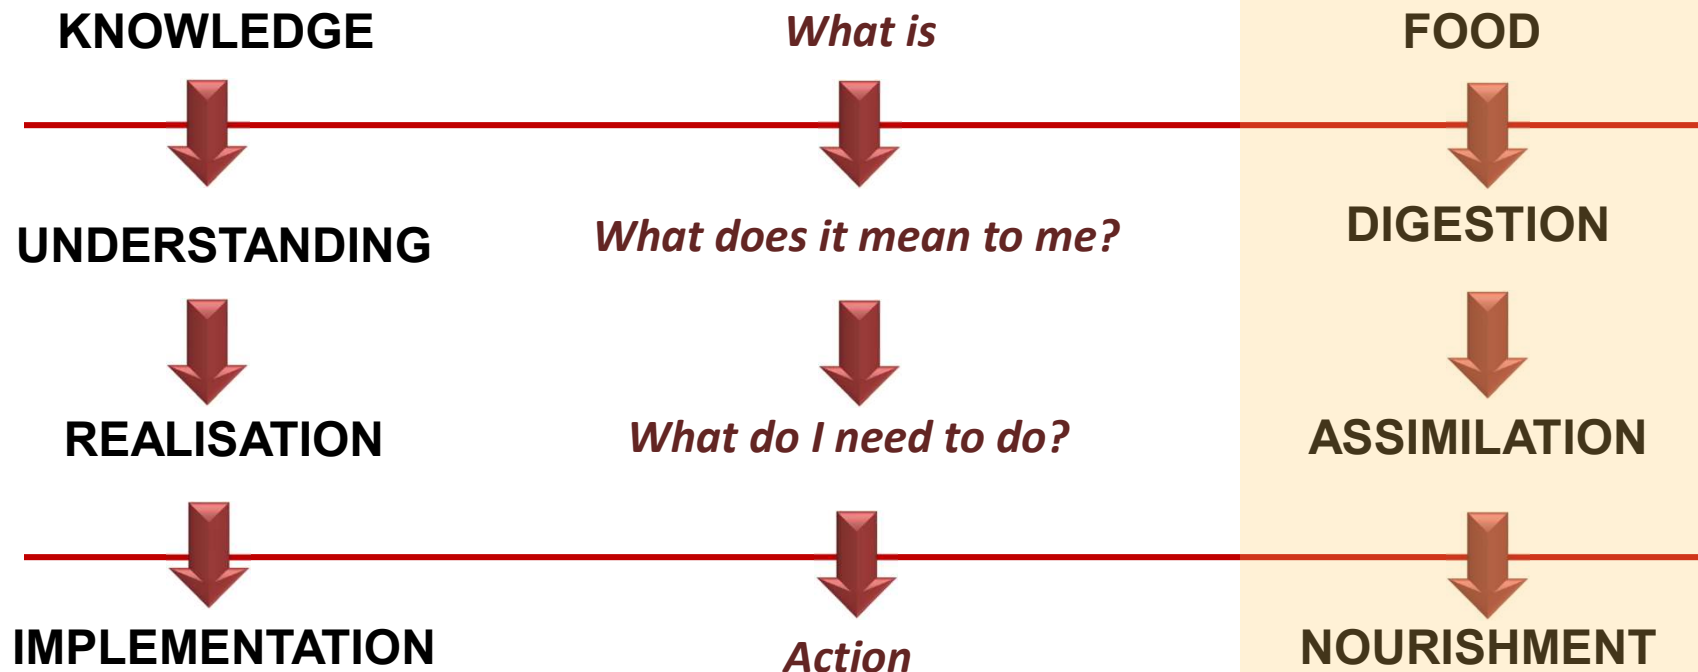 KNOWLEDGE
What is
FOOD
UNDERSTANDING
What does it mean to me?
DIGESTION
REALISATION
What do I need to do?
ASSIMILATION
IMPLEMENTATION
Action
NOURISHMENT